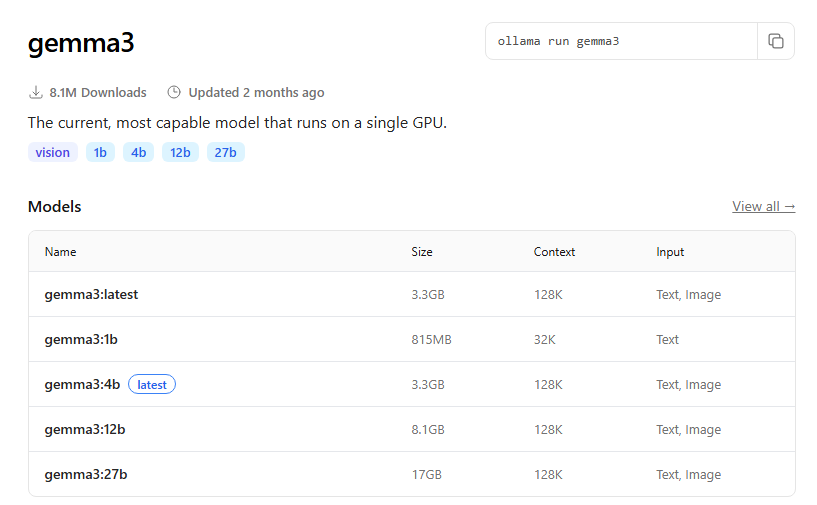 gemma3
ollama run gemma3
8.1M Downloads Updated 2 months ago
The current, most capable model that runs on a single GPU.
vision 1b 4b 12b 27b
Models View all →
Name Size Context Input
gemma3:latest 3.3GB 128K Text, Image
gemma3:1b 815MB 32K Text
gemma3:4b latest 3.3GB 128K Text, Image
gemma3:12b 8.1GB 128K Text, Image
gemma3:27b 17GB 128K Text, Image